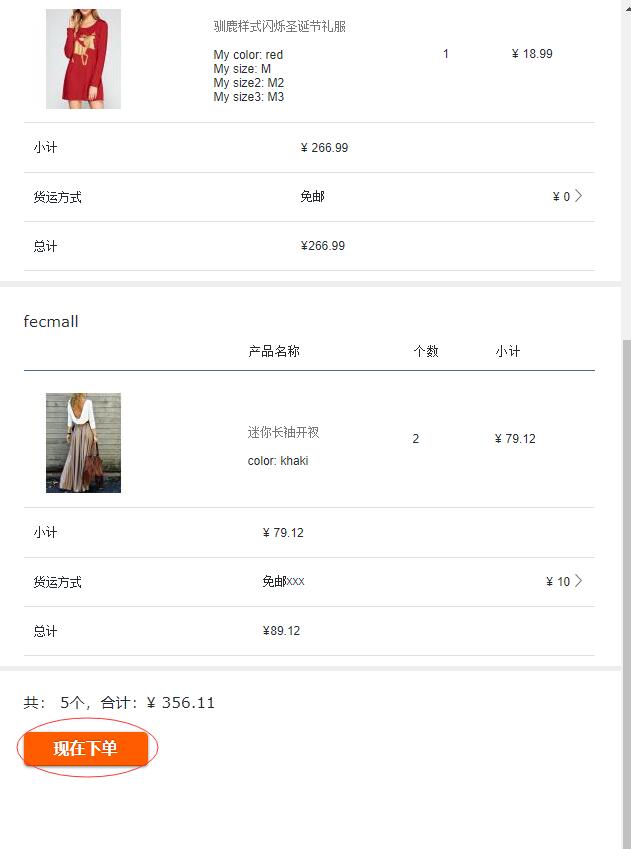 驯鹿样式闪烁圣诞节礼服
My color: red
My size: M
My size2: M2
My size3: M3
1
¥ 18.99
小计
¥ 266.99
货运方式
免邮
¥ 0
总计
¥266.99
fecmall
产品名称
个数
小计
迷你长袖开衩
color: khaki
2
¥ 79.12
小计
¥ 79.12
货运方式
免邮xxx
¥ 10
总计
¥89.12
共： 5个，合计：¥ 356.11
现在下单